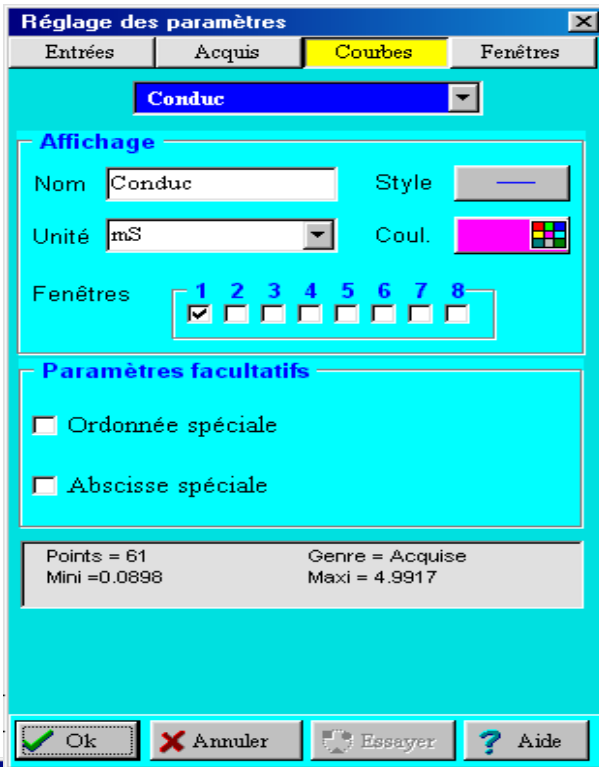 Réglage des paramètres
Entrées Acquis Courbes Fenêtres
Conduc
Affichage
Nom Conduc Style
Unité mS Coul.
Fenêtres 1 2 3 4 5 6 7 8
Paramètres facultatifs
Ordonnée spéciale
Abscisse spéciale
Points = 61 Genre = Acquise
Mini =0.0898 Maxi = 4.9917
Ok Annuler Essayer ? Aide